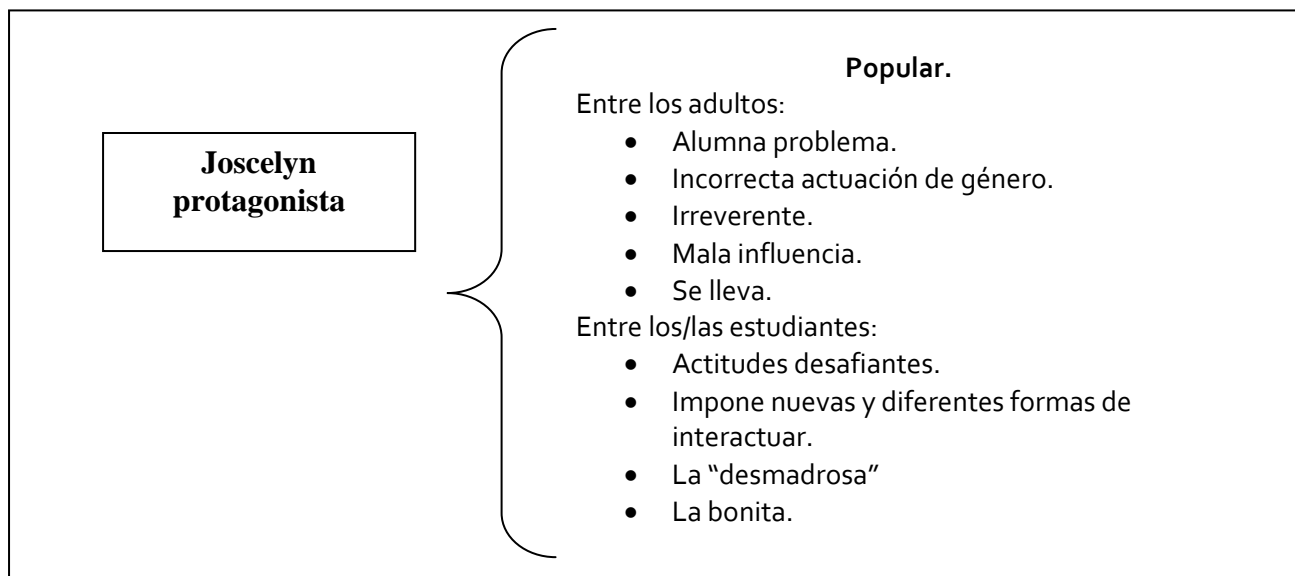 Joscelyn
protagonista
Popular.
Entre los adultos:
• Alumna problema.
• Incorrecta actuación de género.
• Irreverente.
• Mala influencia.
• Se lleva.
Entre los/las estudiantes:
• Actitudes desafiantes.
• Impone nuevas y diferentes formas de
interactuar.
• La “desmadrosa”
• La bonita.